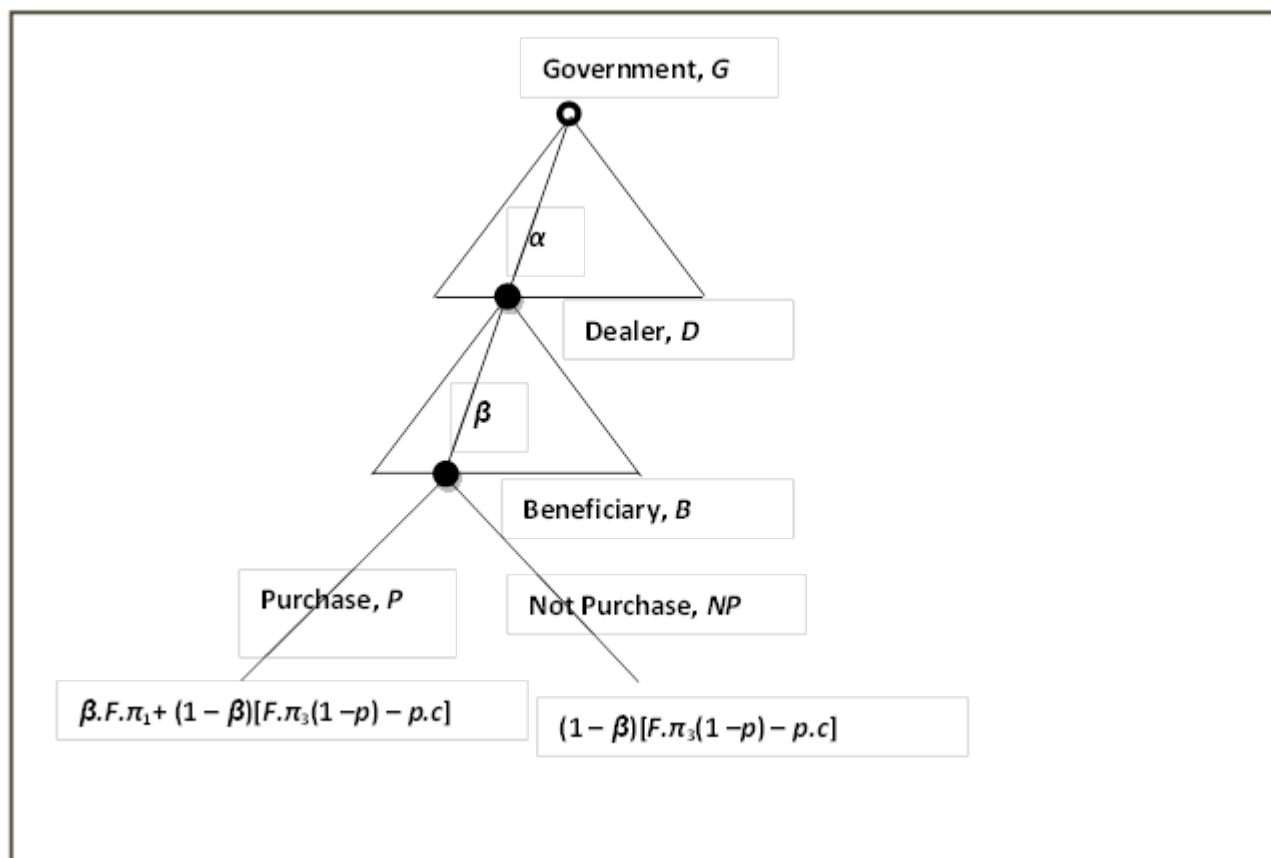 Government, G
α
Dealer, D
β
Beneficiary, B
Purchase, P
Not Purchase, NP
β.F.π₁+ (1 – β)[F.π₃(1 –p) – p.c]
(1 – β)[F.π₃(1 –p) – p.c]